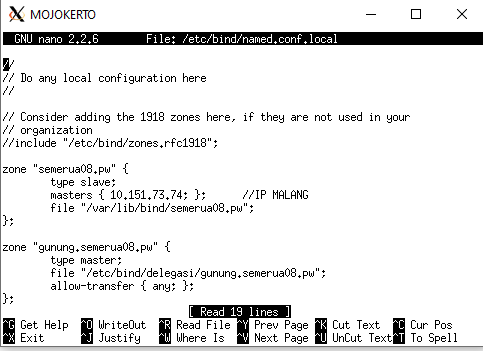 MOJOKERTO
GNU nano 2.2.6 File: /etc/bind/named.conf.local
//
// Do any local configuration here
//
// Consider adding the 1918 zones here, if they are not used in your
// organization
//include "/etc/bind/zones.rfc1918";
zone "semerua08.pw" {
type slave;
masters { 10.151.73.74; }; //IP MALANG
file "/var/lib/bind/semerua08.pw";
};
zone "gunung.semerua08.pw" {
type master;
file "/etc/bind/delegasi/gunung.semerua08.pw";
allow-transfer { any; };
};
[ Read 19 lines ]
^G Get Help ^O WriteOut ^R Read File ^Y Prev Page ^K Cut Text ^C Cur Pos
^X Exit ^J Justify ^W Where Is ^V Next Page ^U UnCut Text ^T To Spell